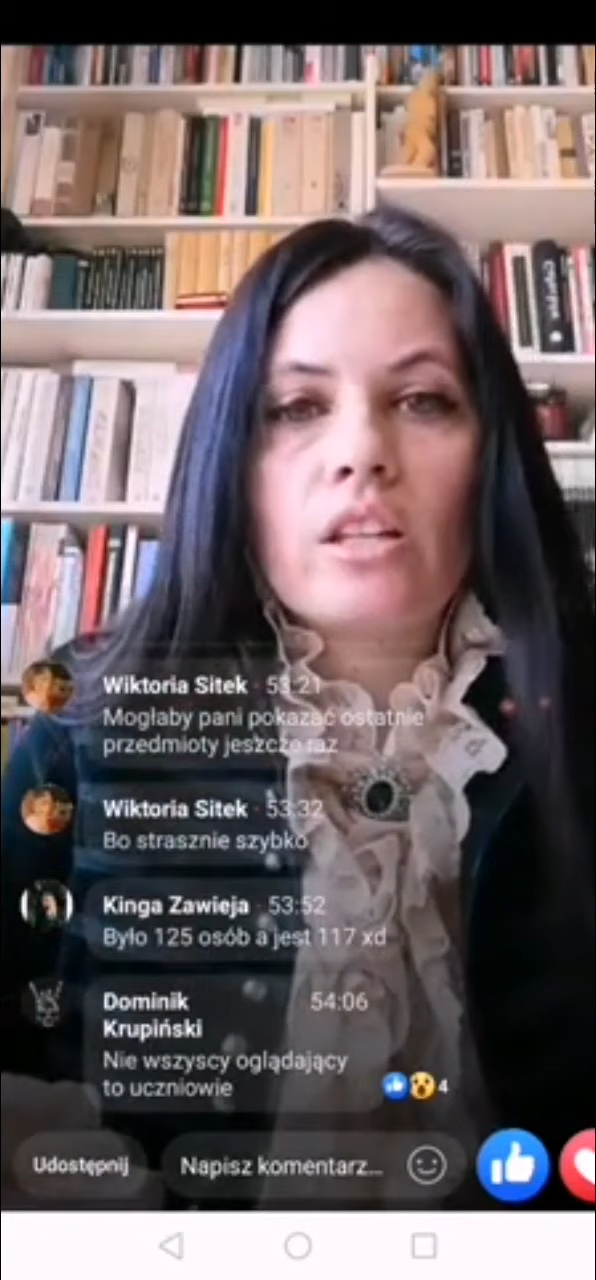 Wiktoria Sitek · 53:21
Mogłaby pani pokazać ostatnie
przedmioty jeszcze raz
Wiktoria Sitek · 53:32
Bo strasznie szybko
Kinga Zawieja · 53:52
Było 125 osób a jest 117 xd
Dominik 54:06
Krupiński
Nie wszyscy oglądający
to uczniowie
4
Udostępnij Napisz komentarz...